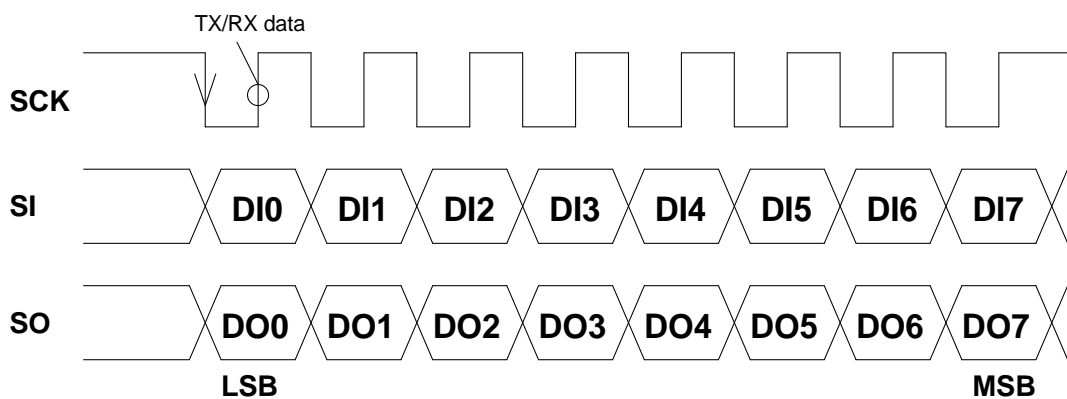 TX/RX data
SCK
SI DI0 DI1 DI2 DI3 DI4 DI5 DI6 DI7
SO DO0 DO1 DO2 DO3 DO4 DO5 DO6 DO7
LSB MSB